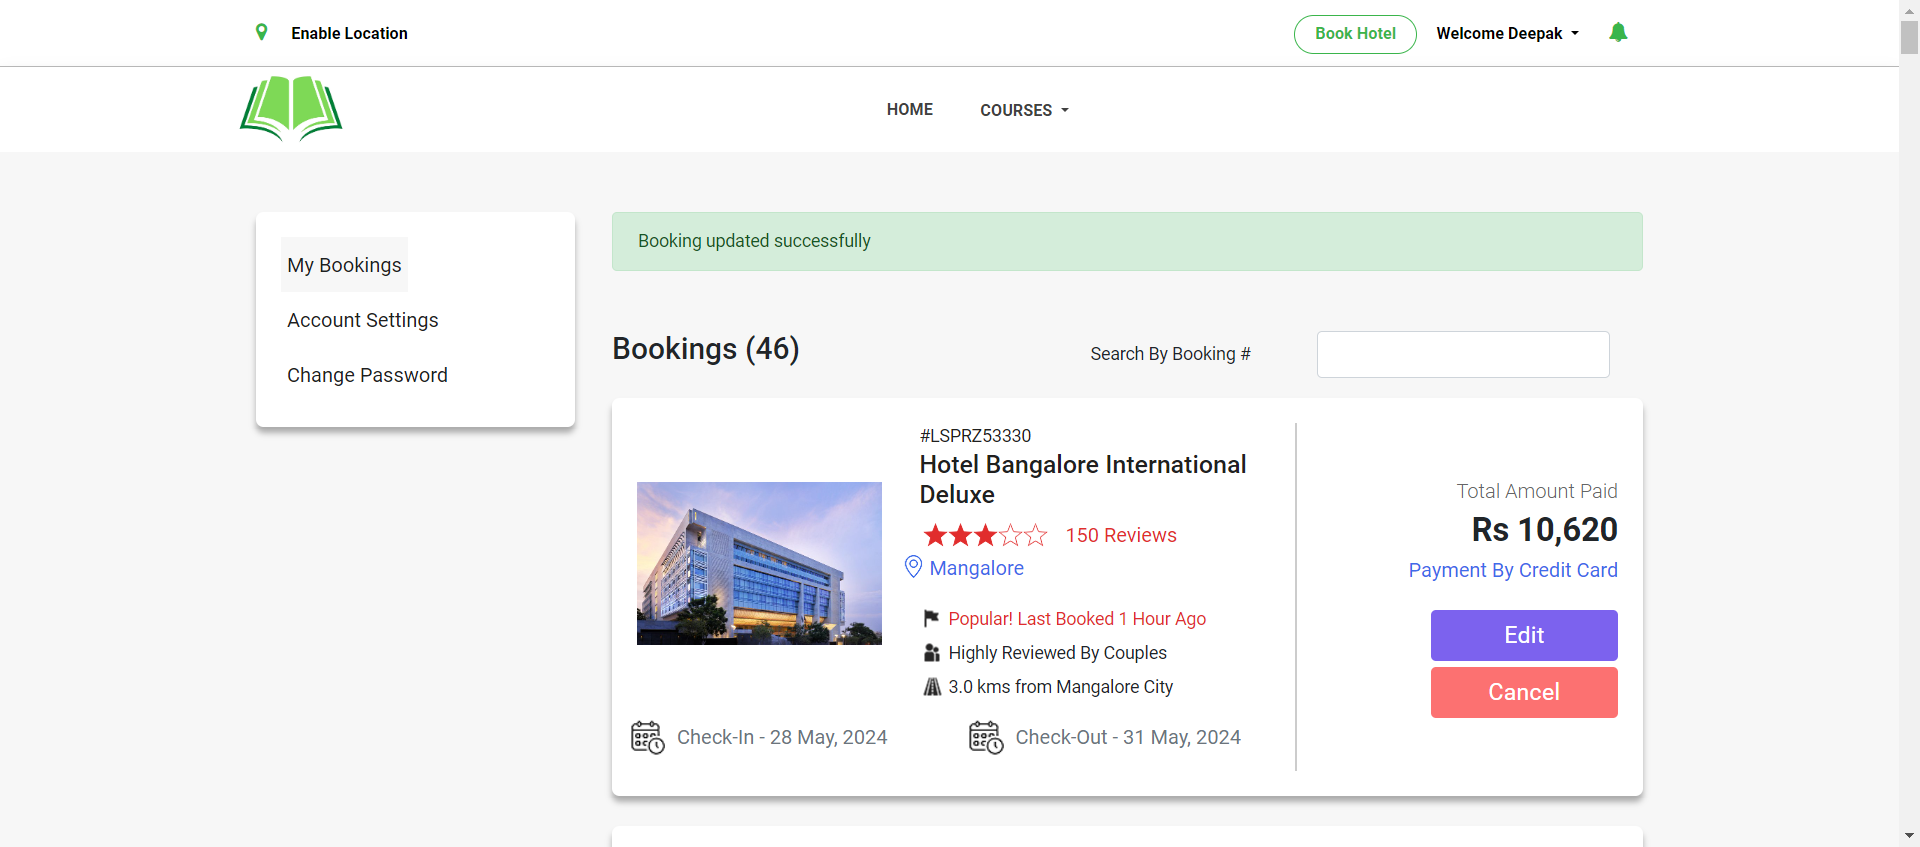 Enable Location
Book Hotel
Welcome Deepak
HOME
COURSES
My Bookings
Account Settings
Change Password
Booking updated successfully
Bookings (46)
Search By Booking #
#LSPRZ53330
Hotel Bangalore International
Deluxe
150 Reviews
Mangalore
Popular! Last Booked 1 Hour Ago
Highly Reviewed By Couples
3.0 kms from Mangalore City
Check-In - 28 May, 2024
Check-Out - 31 May, 2024
Total Amount Paid
Rs 10,620
Payment By Credit Card
Edit
Cancel